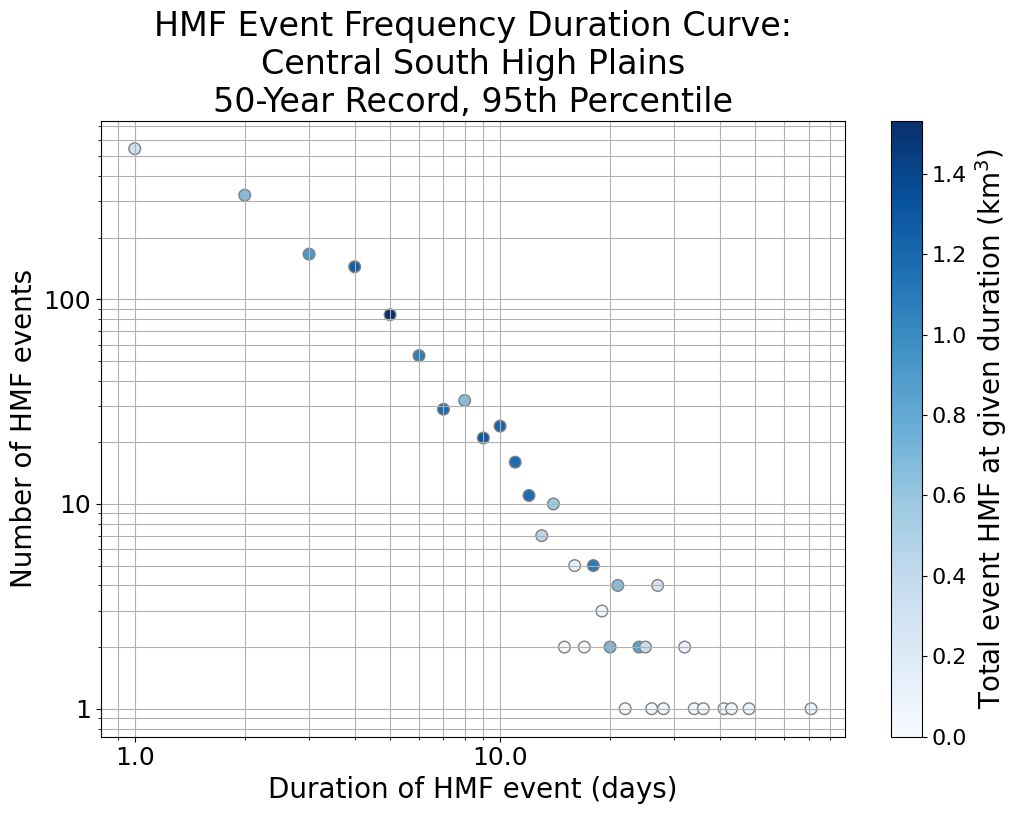 HMF Event Frequency Duration Curve:
Central South High Plains
50-Year Record, 95th Percentile
Number of HMF events
100
10
1
1.0
10.0
Duration of HMF event (days)
1.4
1.2
1.0
0.8
0.6
0.4
0.2
0.0
Total event HMF at given duration (km³)